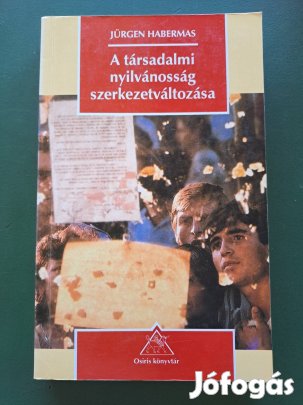 JÜRGEN HABERMAS
A társadalmi
nyilvánosság
szerkezetváltozása
Osiris könyvtár
Jófogás